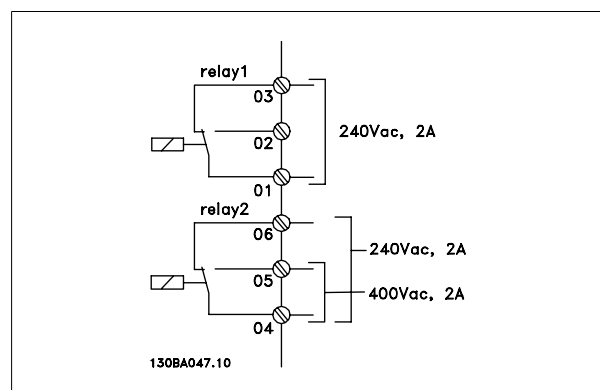 relay1
03
240Vac, 2A
02
01
relay2
06
240Vac, 2A
05
400Vac, 2A
04
130BA047.10